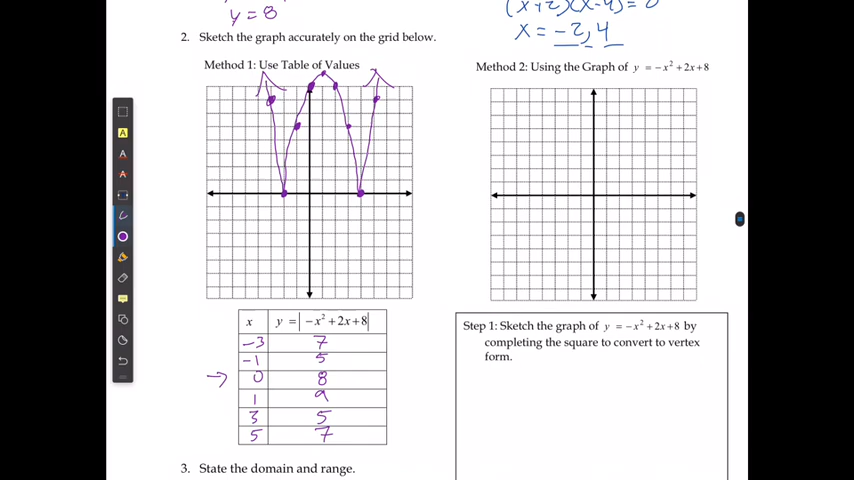 y = 8
(x+2)(x-4)=0
x = -2, 4
2. Sketch the graph accurately on the grid below.
Method 1: Use Table of Values
Method 2: Using the Graph of y = -x² + 2x + 8
x y = |-x² + 2x + 8|
-3 7
-1 5
→ 0 8
1 9
3 5
5 7
Step 1: Sketch the graph of y = -x² + 2x + 8 by
completing the square to convert to vertex
form.
3. State the domain and range.